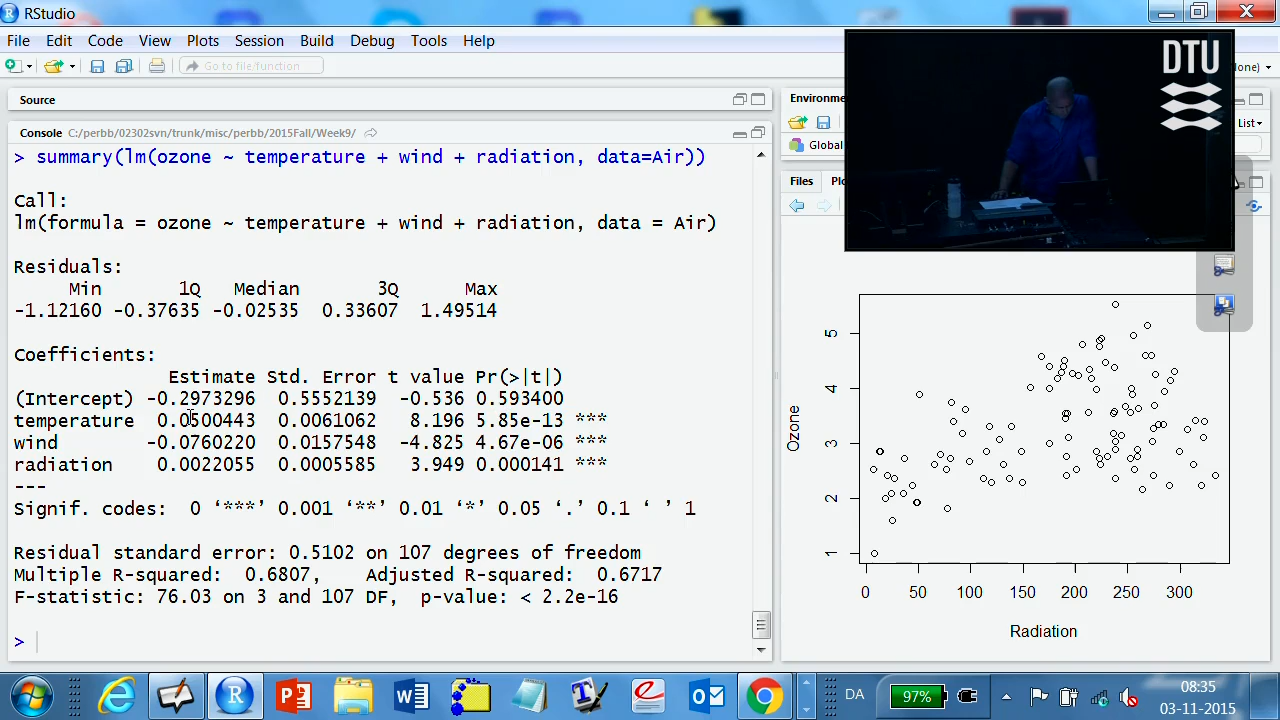 RStudio
File Edit Code View Plots Session Build Debug Tools Help
Go to file/function
Source
Console C:/perbb/02302svn/trunk/misc/perbb/2015Fall/Week9/
> summary(lm(ozone ~ temperature + wind + radiation, data=Air))
Call:
lm(formula = ozone ~ temperature + wind + radiation, data = Air)
Residuals:
Min 1Q Median 3Q Max
-1.12160 -0.37635 -0.02535 0.33607 1.49514
Coefficients:
Estimate Std. Error t value Pr(>|t|)
(Intercept) -0.2973296 0.5552139 -0.536 0.593400
temperature 0.0500443 0.0061062 8.196 5.85e-13 ***
wind -0.0760220 0.0157548 -4.825 4.67e-06 ***
radiation 0.0022055 0.0005585 3.949 0.000141 ***
---
Signif. codes: 0 ‘***’ 0.001 ‘**’ 0.01 ‘*’ 0.05 ‘.’ 0.1 ‘ ’ 1
Residual standard error: 0.5102 on 107 degrees of freedom
Multiple R-squared: 0.6807, Adjusted R-squared: 0.6717
F-statistic: 76.03 on 3 and 107 DF, p-value: < 2.2e-16
>
DTU
one)
Environme
List
Global
Files Plo
Ozone
5
4
3
2
1
0 50 100 150 200 250 300
Radiation
DA
97%
08:35
03-11-2015